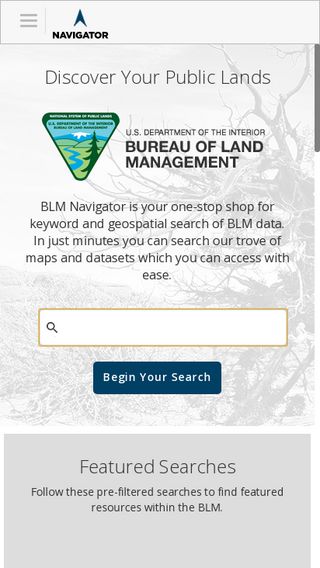 NAVIGATOR
Discover Your Public Lands
NATIONAL SYSTEM OF PUBLIC LANDS
U.S. DEPARTMENT OF THE INTERIOR
BUREAU OF LAND MANAGEMENT
U.S. DEPARTMENT OF THE INTERIOR
BUREAU OF LAND
MANAGEMENT
BLM Navigator is your one-stop shop for
keyword and geospatial search of BLM data.
In just minutes you can search our trove of
maps and datasets which you can access with
ease.
Begin Your Search
Featured Searches
Follow these pre-filtered searches to find featured
resources within the BLM.